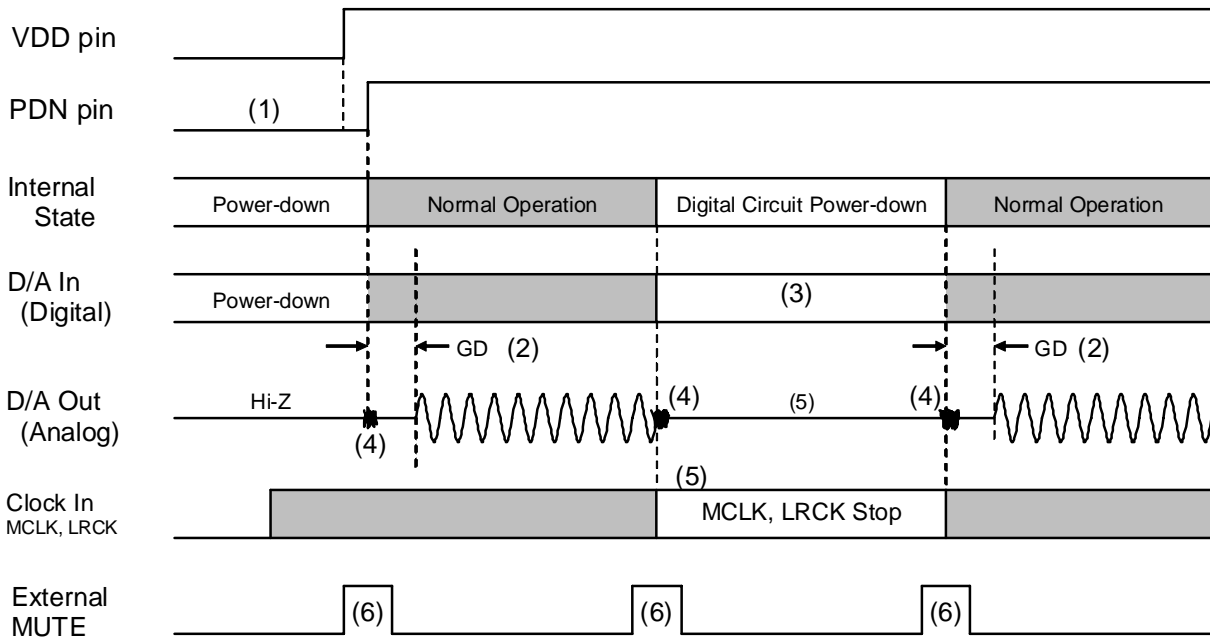 VDD pin
PDN pin
(1)
Internal
State
Power-down
Normal Operation
Digital Circuit Power-down
Normal Operation
D/A In
(Digital)
Power-down
(3)
GD (2)
GD (2)
D/A Out
(Analog)
Hi-Z
(4)
(4)
(5)
(4)
Clock In
MCLK, LRCK
(5)
MCLK, LRCK Stop
External
MUTE
(6)
(6)
(6)